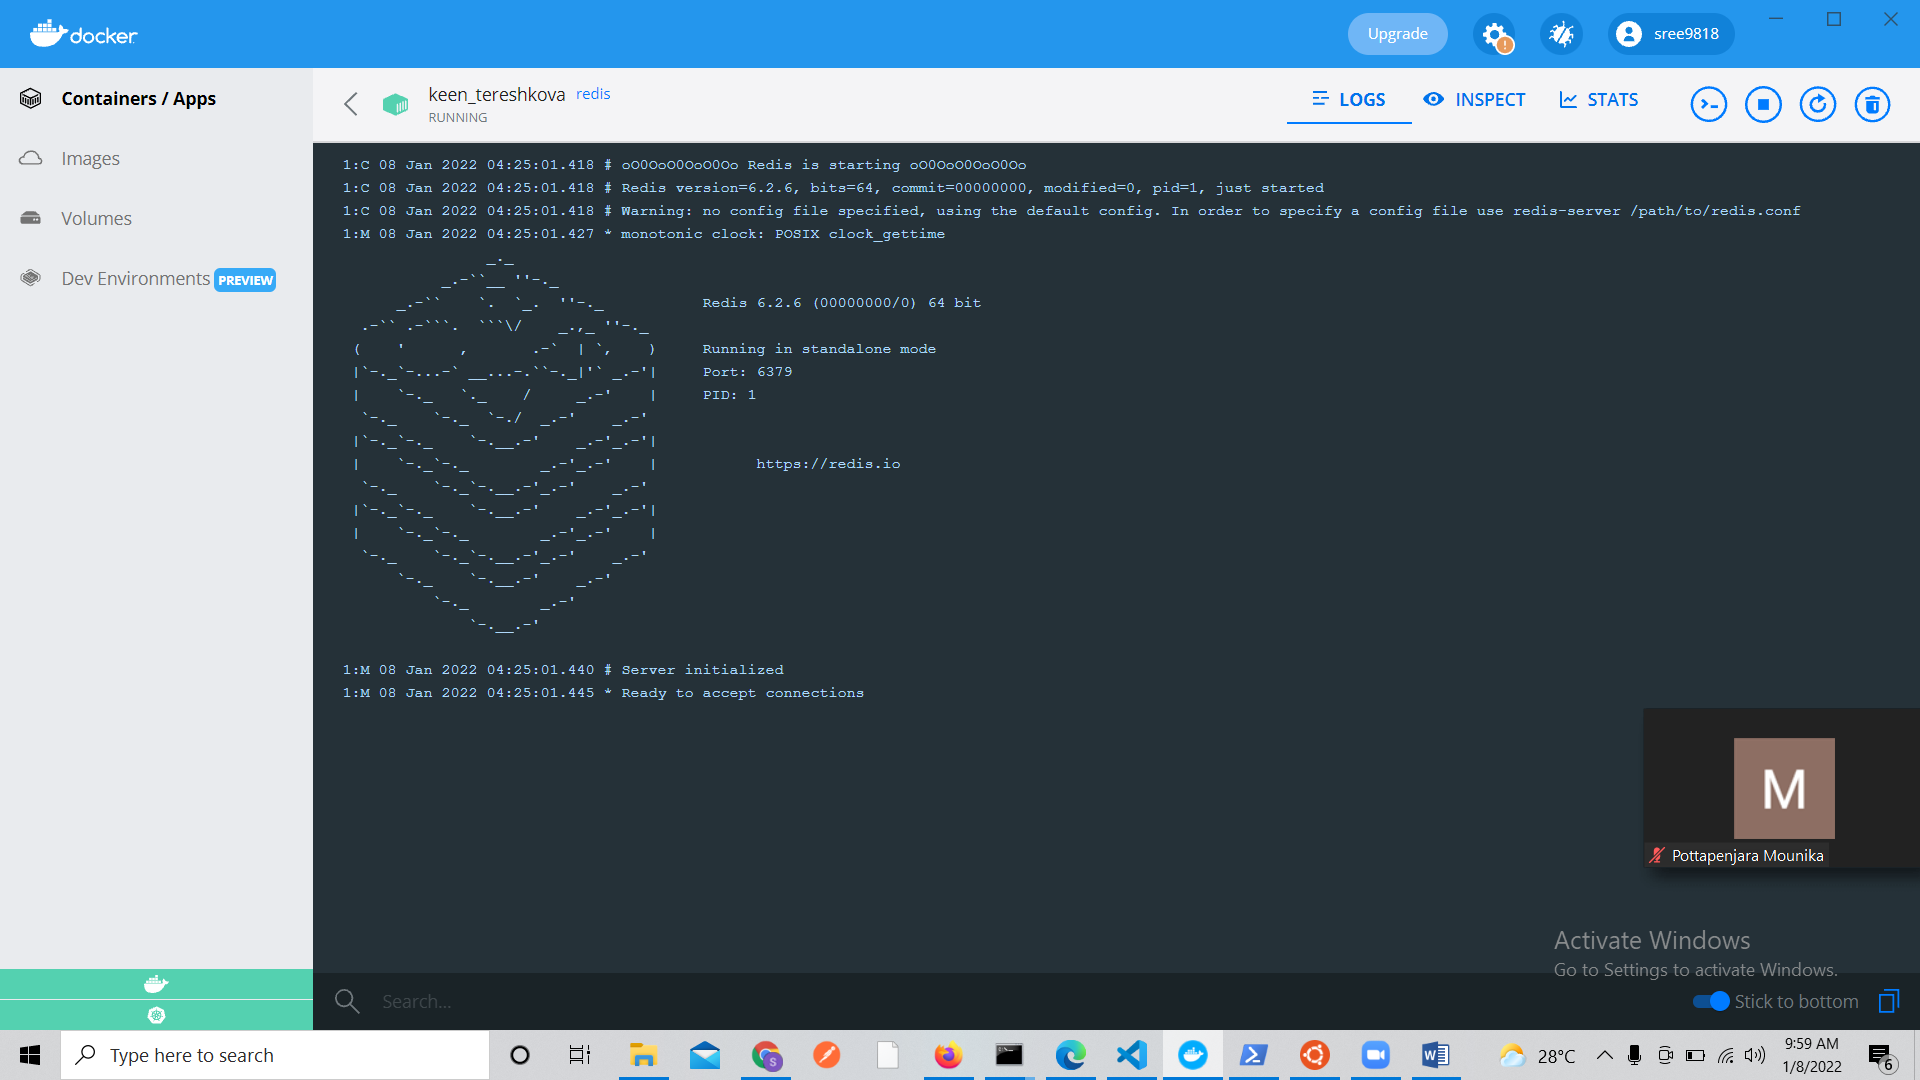 docker
Upgrade
sree9818
Containers / Apps
Images
Volumes
Dev Environments PREVIEW
keen_tereshkova redis
RUNNING
LOGS
INSPECT
STATS
1:C 08 Jan 2022 04:25:01.418 # oO0OoO0OoO0Oo Redis is starting oO0OoO0OoO0Oo
1:C 08 Jan 2022 04:25:01.418 # Redis version=6.2.6, bits=64, commit=00000000, modified=0, pid=1, just started
1:C 08 Jan 2022 04:25:01.418 # Warning: no config file specified, using the default config. In order to specify a config file use redis-server /path/to/redis.conf
1:M 08 Jan 2022 04:25:01.427 * monotonic clock: POSIX clock_gettime
Redis 6.2.6 (00000000/0) 64 bit
Running in standalone mode
Port: 6379
PID: 1
https://redis.io
1:M 08 Jan 2022 04:25:01.440 # Server initialized
1:M 08 Jan 2022 04:25:01.445 * Ready to accept connections
M
Pottapenjara Mounika
Activate Windows
Go to Settings to activate Windows.
Search...
Stick to bottom
Type here to search
S
28°C
9:59 AM
1/8/2022
6